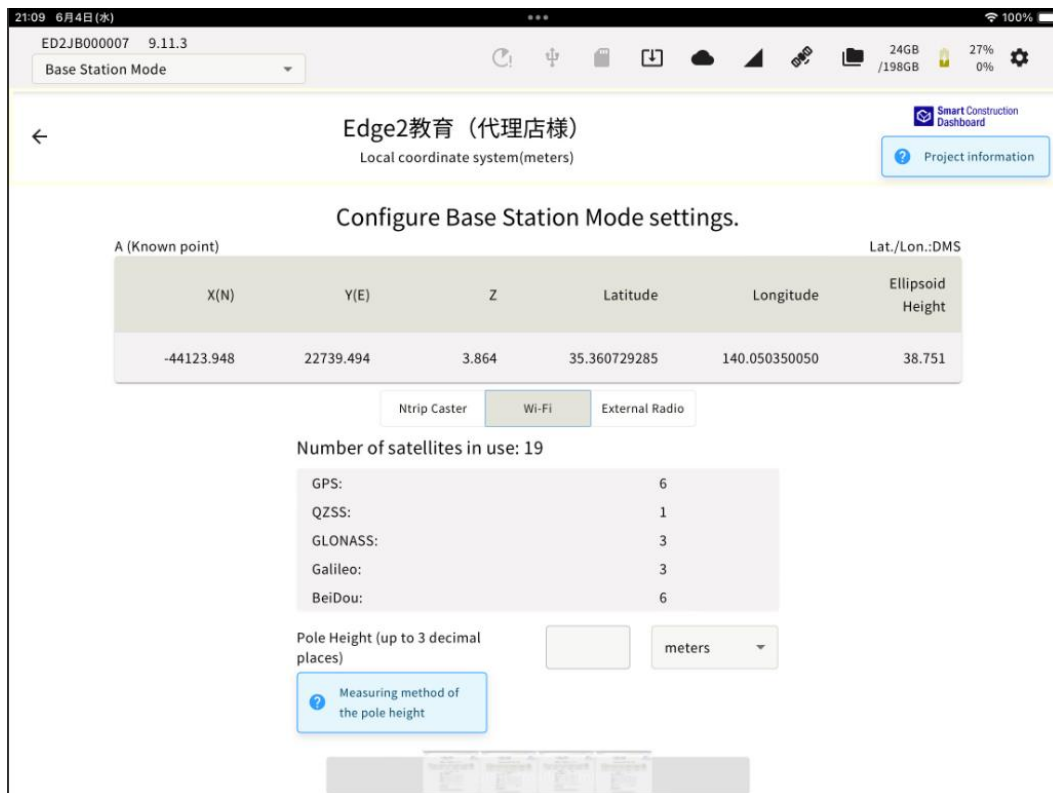 21:09 6月4日(水)
100%
ED2JB000007 9.11.3
Base Station Mode
24GB
/198GB
27%
0%
Edge2教育（代理店様）
Local coordinate system(meters)
Smart Construction
Dashboard
Project information
Configure Base Station Mode settings.
A (Known point)
Lat./Lon.:DMS
X(N) Y(E) Z Latitude Longitude Ellipsoid
Height
-44123.948 22739.494 3.864 35.360729285 140.050350050 38.751
Ntrip Caster Wi-Fi External Radio
Number of satellites in use: 19
GPS: 6
QZSS: 1
GLONASS: 3
Galileo: 3
BeiDou: 6
Pole Height (up to 3 decimal
places)
meters
Measuring method of
the pole height